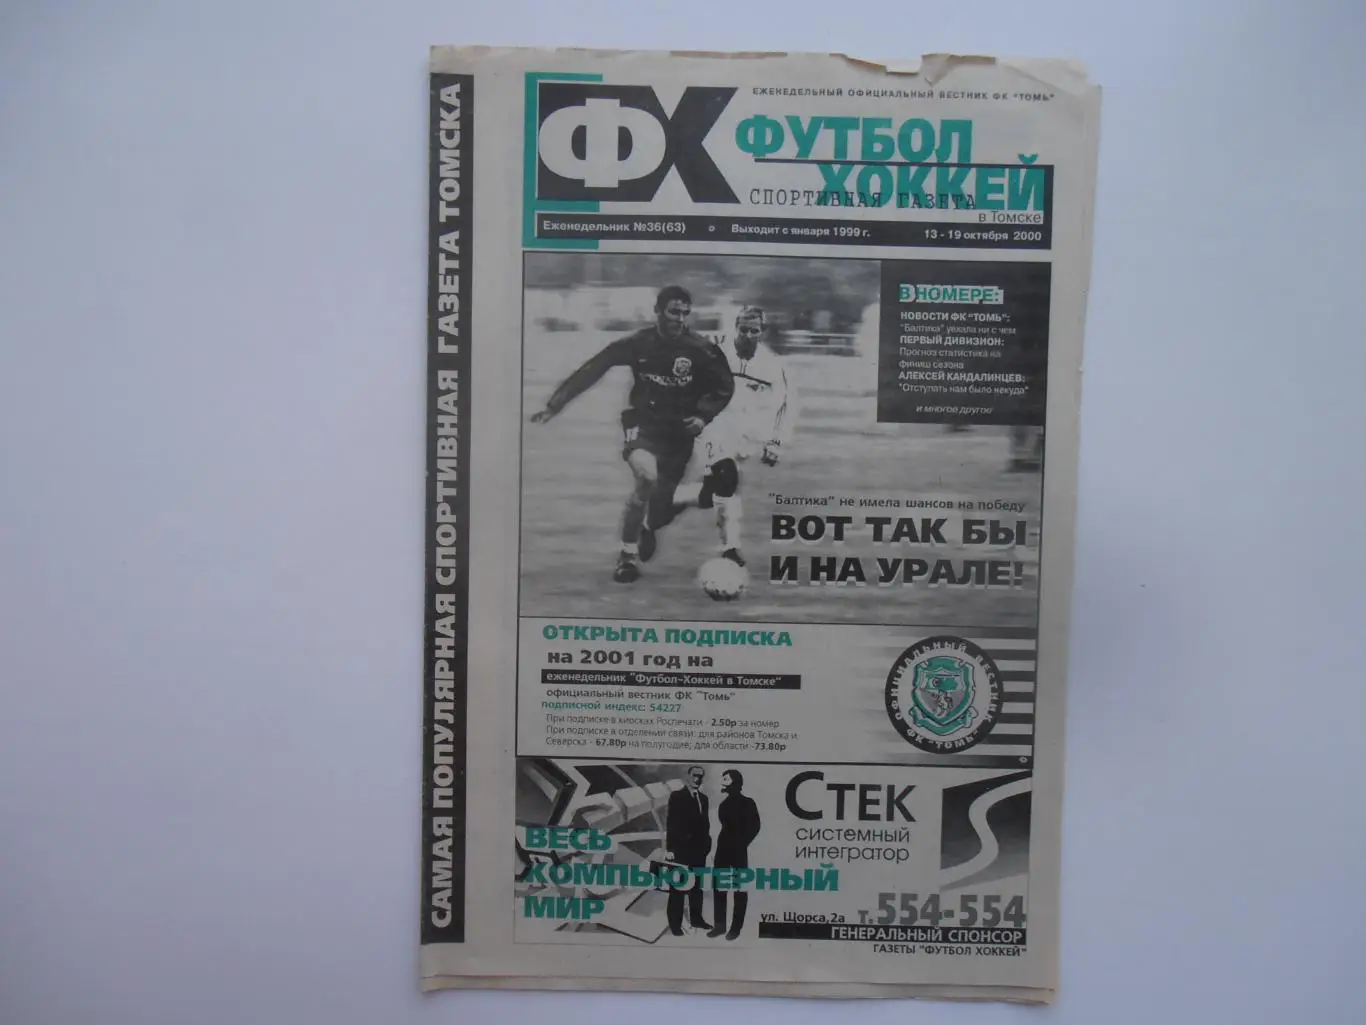 САМАЯ ПОПУЛЯРНАЯ СПОРТИВНАЯ ГАЗЕТА ТОМСКА
ЕЖЕНЕДЕЛЬНЫЙ ОФИЦИАЛЬНЫЙ ВЕСТНИК ФК "ТОМЬ"
ФХ
ФУТБОЛ
ХОККЕЙ
СПОРТИВНАЯ ГАЗЕТА
в Томске
Еженедельник №36(63) Выходит с января 1999 г. 13 - 19 октября 2000
В НОМЕРЕ:
НОВОСТИ ФК "ТОМЬ":
"Балтика" уехала ни с чем
ПЕРВЫЙ ДИВИЗИОН:
Прогноз статистика на
финиш сезона
АЛЕКСЕЙ КАНДАЛИНЦЕВ:
"Отступать нам было некуда"
и многое другое
"Балтика" не имела шансов на победу
ВОТ ТАК БЫ
И НА УРАЛЕ!
ОТКРЫТА ПОДПИСКА
на 2001 год на
еженедельник "Футбол-Хоккей в Томске"
официальный вестник ФК "Томь"
подписной индекс: 54227
При подписке в киосках Роспечати - 2.50р за номер
При подписке в отделении связи: для районов Томска и
Северска - 67.80р на полугодие; для области -73.80р
ОФИЦИАЛЬНЫЙ ВЕСТНИК
ФК "ТОМЬ"
СТЕК
системный
интегратор
ВЕСЬ
КОМПЬЮТЕРНЫЙ
МИР
ул. Щорса,2а т.554-554
ГЕНЕРАЛЬНЫЙ СПОНСОР
ГАЗЕТЫ "ФУТБОЛ ХОККЕЙ"